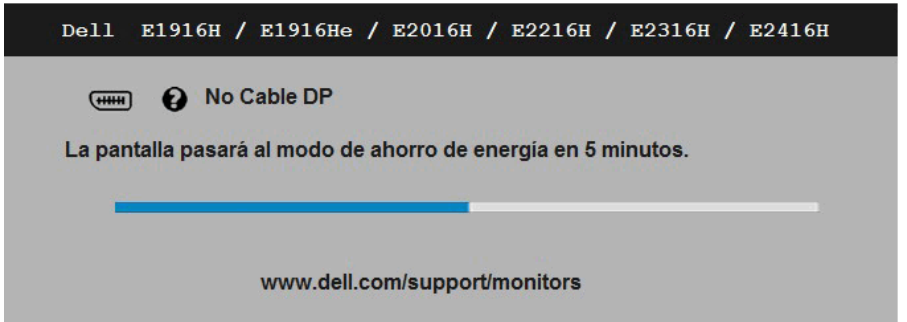 Dell E1916H / E1916He / E2016H / E2216H / E2316H / E2416H
No Cable DP
La pantalla pasará al modo de ahorro de energía en 5 minutos.
www.dell.com/support/monitors